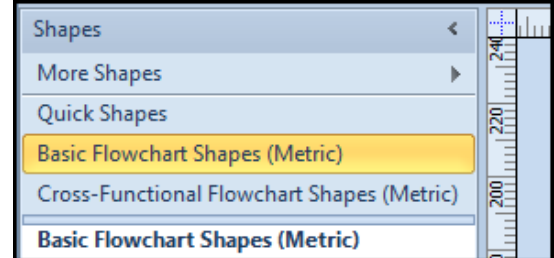 Shapes
More Shapes
Quick Shapes
Basic Flowchart Shapes (Metric)
Cross-Functional Flowchart Shapes (Metric)
Basic Flowchart Shapes (Metric)
240
220
200